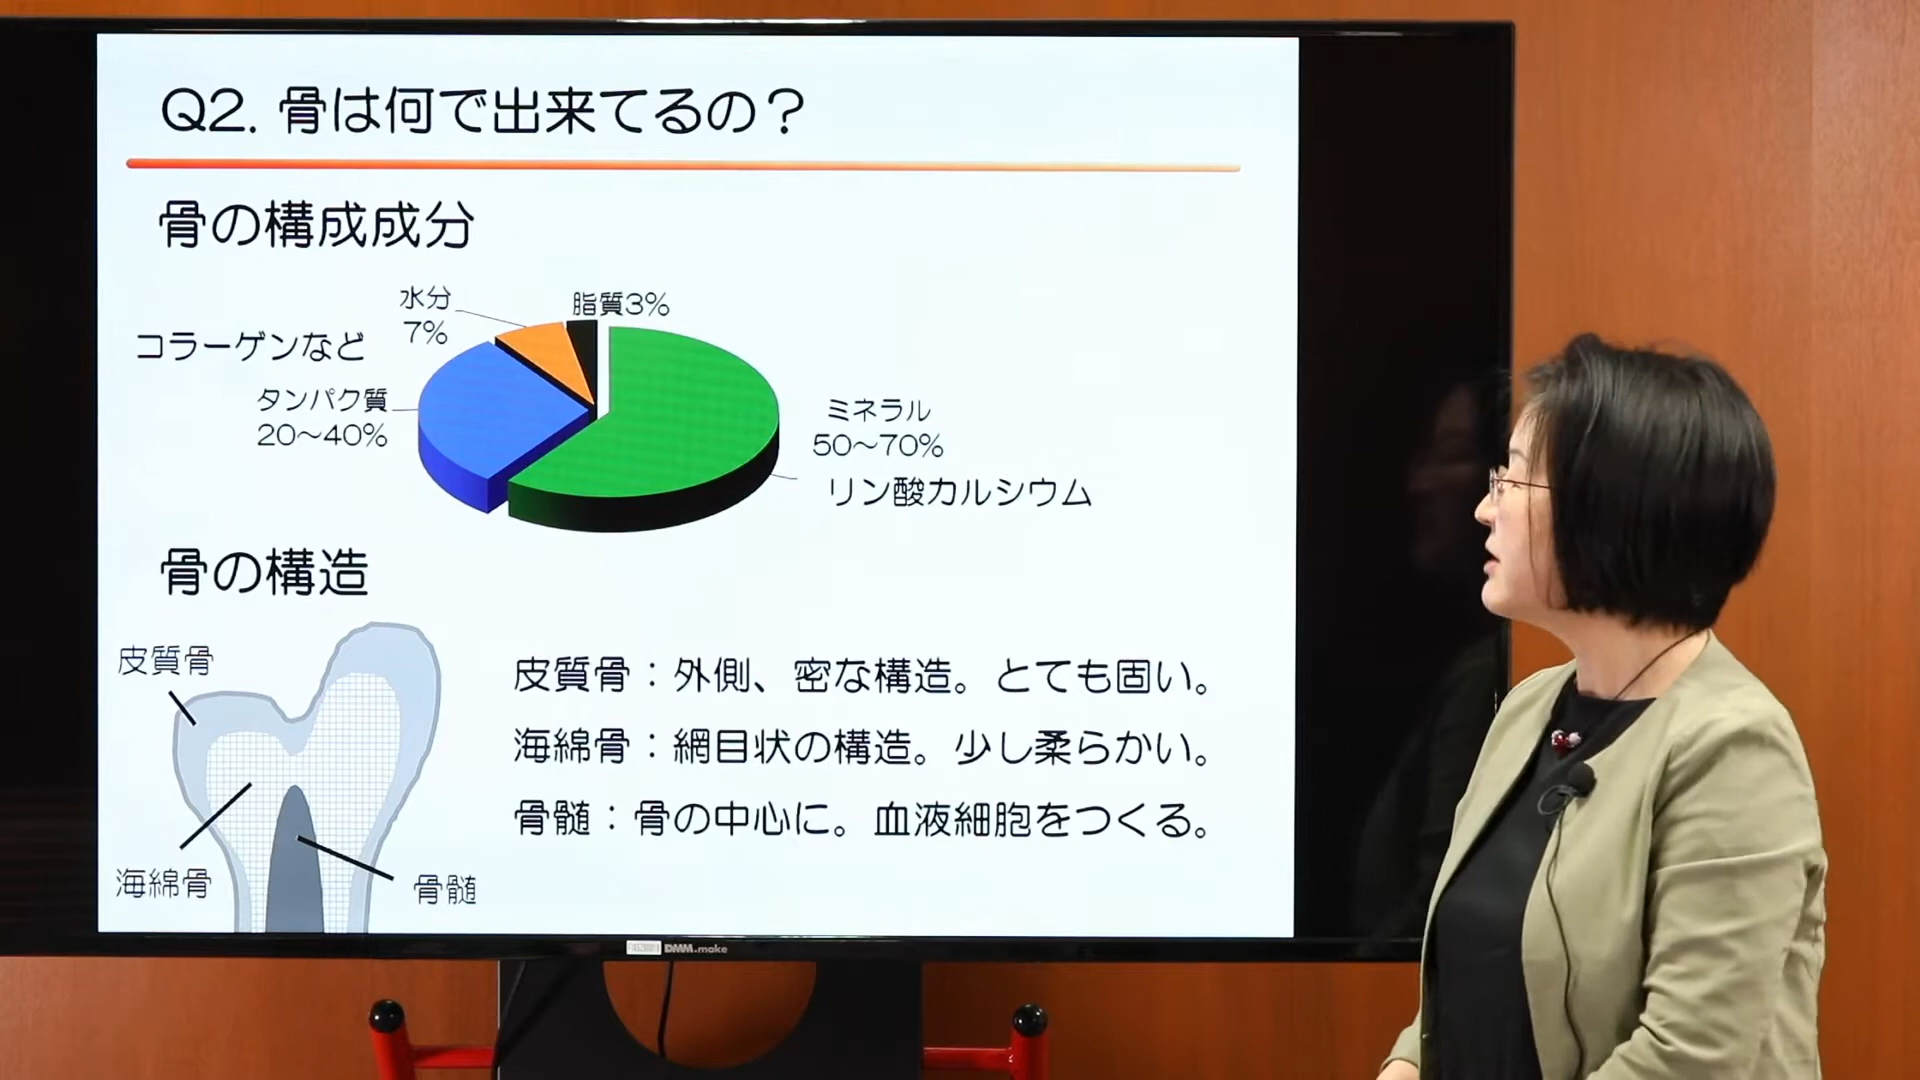 Q2. 骨は何で出来てるの？
骨の構成成分
水分
7%
脂質3%
コラーゲンなど
タンパク質
20～40%
ミネラル
50～70%
リン酸カルシウム
骨の構造
皮質骨
海綿骨
骨髄
皮質骨：外側、密な構造。とても固い。
海綿骨：網目状の構造。少し柔らかい。
骨髄：骨の中心に。血液細胞をつくる。
DMM.make